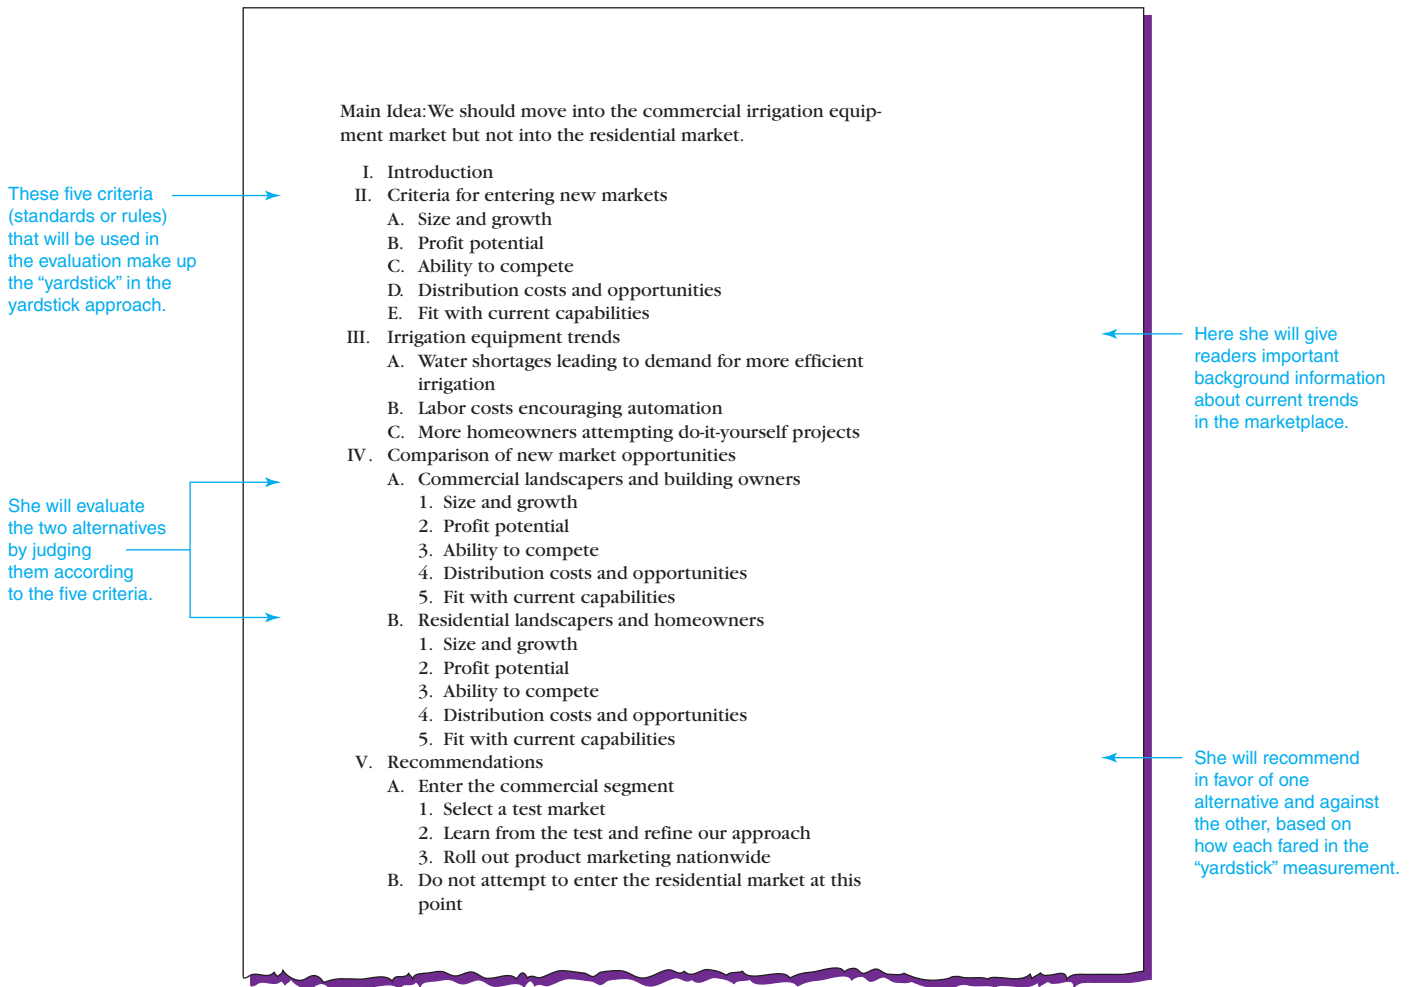 Main Idea: We should move into the commercial irrigation equip-
ment market but not into the residential market.
I. Introduction
II. Criteria for entering new markets
A. Size and growth
B. Profit potential
C. Ability to compete
D. Distribution costs and opportunities
E. Fit with current capabilities
III. Irrigation equipment trends
A. Water shortages leading to demand for more efficient
irrigation
B. Labor costs encouraging automation
C. More homeowners attempting do-it-yourself projects
IV. Comparison of new market opportunities
A. Commercial landscapers and building owners
1. Size and growth
2. Profit potential
3. Ability to compete
4. Distribution costs and opportunities
5. Fit with current capabilities
B. Residential landscapers and homeowners
1. Size and growth
2. Profit potential
3. Ability to compete
4. Distribution costs and opportunities
5. Fit with current capabilities
V. Recommendations
A. Enter the commercial segment
1. Select a test market
2. Learn from the test and refine our approach
3. Roll out product marketing nationwide
B. Do not attempt to enter the residential market at this
point
These five criteria
(standards or rules)
that will be used in
the evaluation make up
the “yardstick” in the
yardstick approach.
She will evaluate
the two alternatives
by judging
them according
to the five criteria.
Here she will give
readers important
background information
about current trends
in the marketplace.
She will recommend
in favor of one
alternative and against
the other, based on
how each fared in the
“yardstick” measurement.